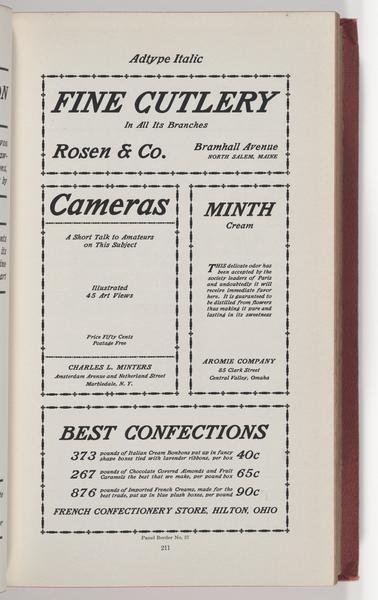 Adtype Italic
FINE CUTLERY
In All Its Branches
Rosen & Co.
Bramhall Avenue
NORTH SALEM, MAINE
Cameras
A Short Talk to Amateurs
on This Subject
Illustrated
45 Art Views
Price Fifty Cents
Postage Free
CHARLES L. MINTERS
Amsterdam Avenue and Netherland Street
Marbledale, N. Y.
MINTH
Cream
THIS delicate odor has
been accepted by the
society leaders of Paris
and undoubtedly it will
receive immediate favor
here. It is guaranteed to
be distilled from flowers
thus making it pure and
lasting in its sweetness
AROMIE COMPANY
85 Clark Street
Central Valley, Omaha
BEST CONFECTIONS
373 pounds of Italian Cream Bonbons put up in fancy
shape boxes tied with lavender ribbons, per box 40c
267 pounds of Chocolate Covered Almonds and Fruit
Caramels the best that we make, per pound box 65c
876 pounds of Imported French Creams, made for the
best trade, put up in blue plush boxes, per pound 90c
FRENCH CONFECTIONERY STORE, HILTON, OHIO
Panel Border No. 37
211